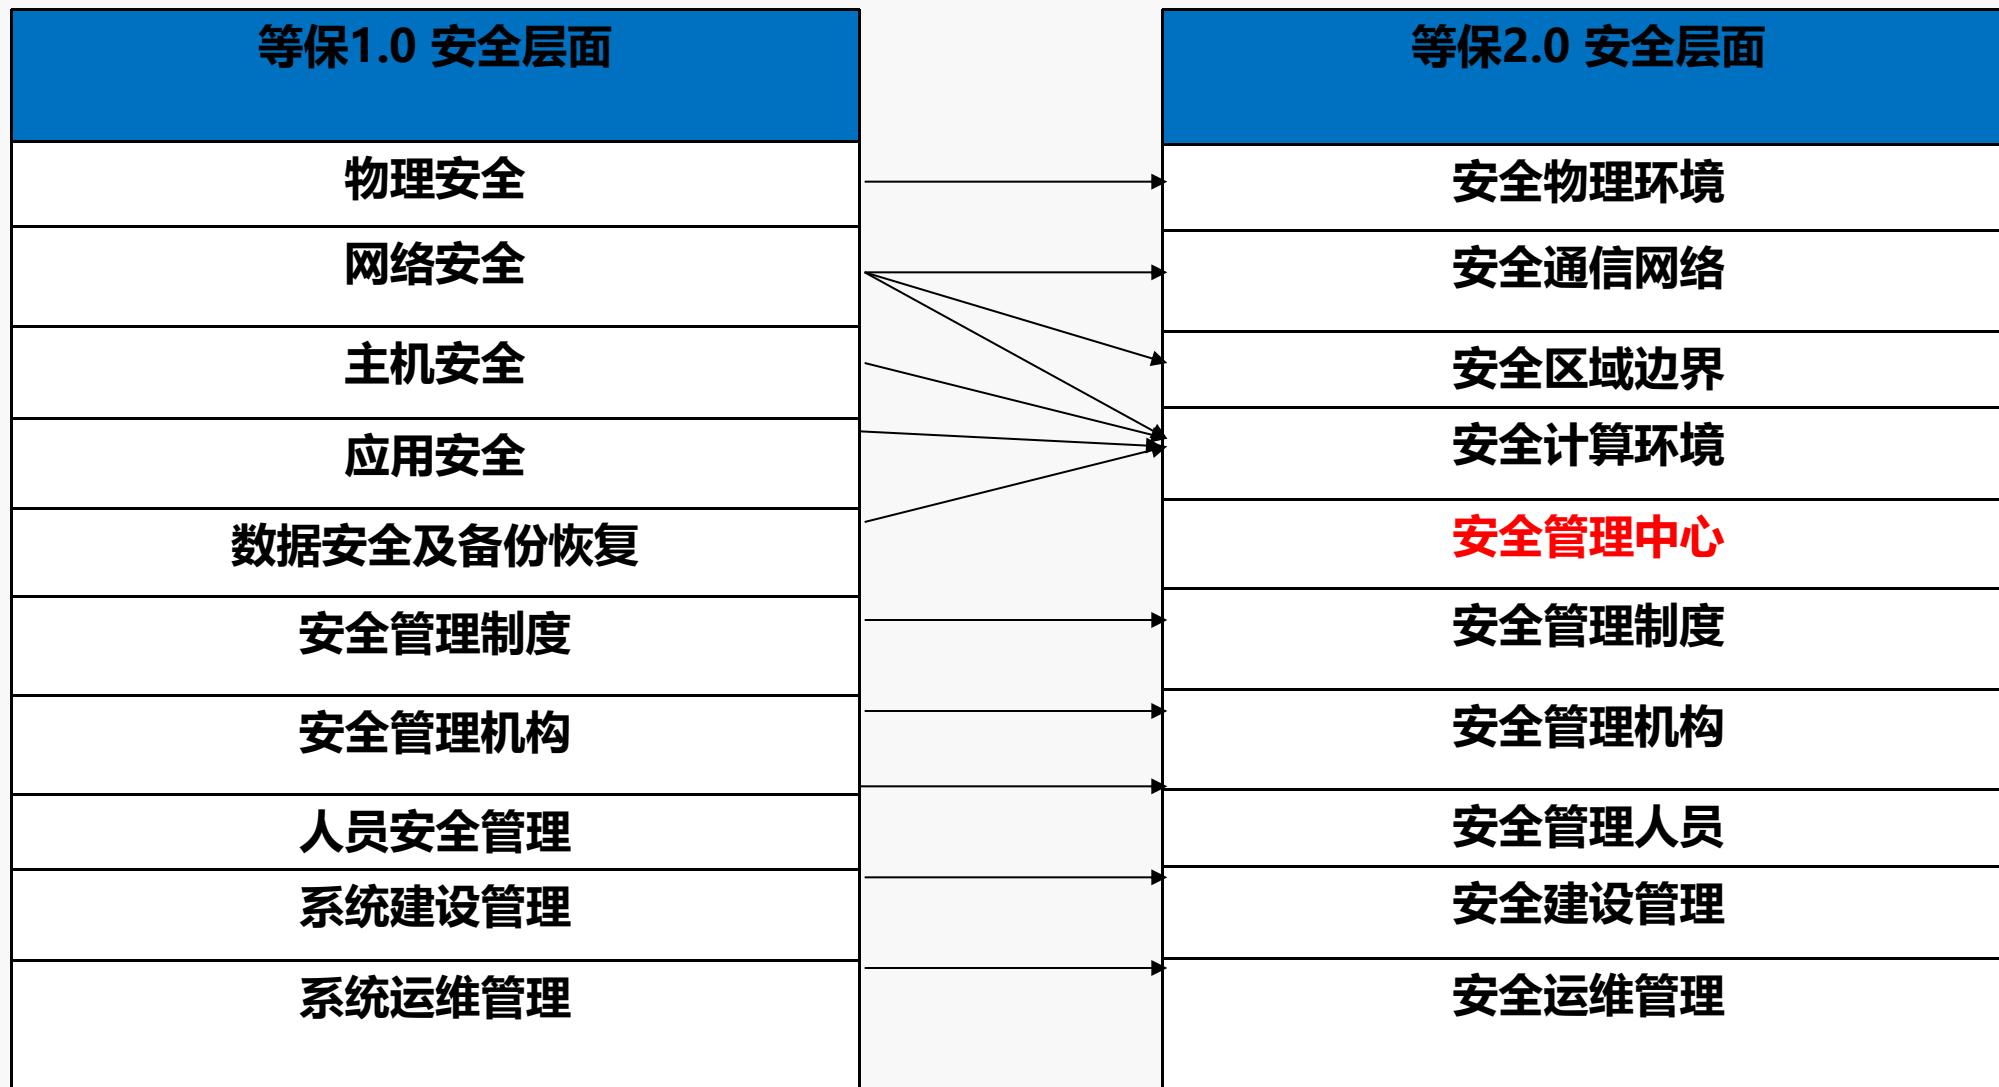 等保1.0 安全层面
物理安全
网络安全
主机安全
应用安全
数据安全及备份恢复
安全管理制度
安全管理机构
人员安全管理
系统建设管理
系统运维管理
等保2.0 安全层面
安全物理环境
安全通信网络
安全区域边界
安全计算环境
安全管理中心
安全管理制度
安全管理机构
安全管理人员
安全建设管理
安全运维管理